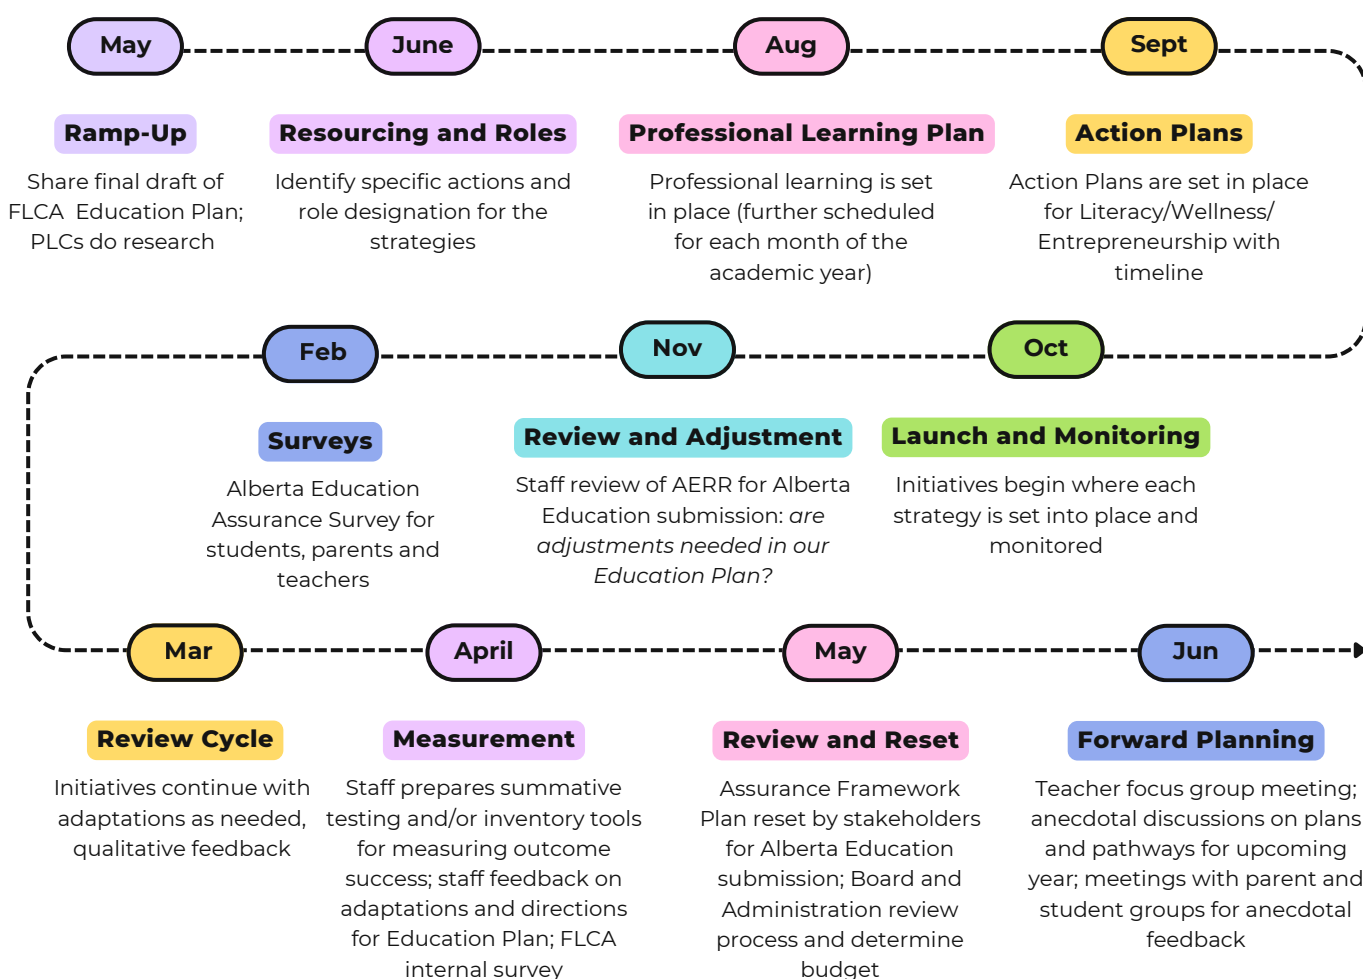 May
June
Aug
Sept
Ramp-Up
Share final draft of
FLCA Education Plan;
PLCs do research
Resourcing and Roles
Identify specific actions and
role designation for the
strategies
Professional Learning Plan
Professional learning is set
in place (further scheduled
for each month of the
academic year)
Action Plans
Action Plans are set in place
for Literacy/Wellness/
Entrepreneurship with
timeline
Feb
Nov
Oct
Surveys
Alberta Education
Assurance Survey for
students, parents and
teachers
Review and Adjustment
Staff review of AERR for Alberta
Education submission: are
adjustments needed in our
Education Plan?
Launch and Monitoring
Initiatives begin where each
strategy is set into place and
monitored
Mar
April
May
Jun
Review Cycle
Initiatives continue with
adaptations as needed,
qualitative feedback
Measurement
Staff prepares summative
testing and/or inventory tools
for measuring outcome
success; staff feedback on
adaptations and directions
for Education Plan; FLCA
internal survey
Review and Reset
Assurance Framework
Plan reset by stakeholders
for Alberta Education
submission; Board and
Administration review
process and determine
budget
Forward Planning
Teacher focus group meeting;
anecdotal discussions on plans
and pathways for upcoming
year; meetings with parent and
student groups for anecdotal
feedback